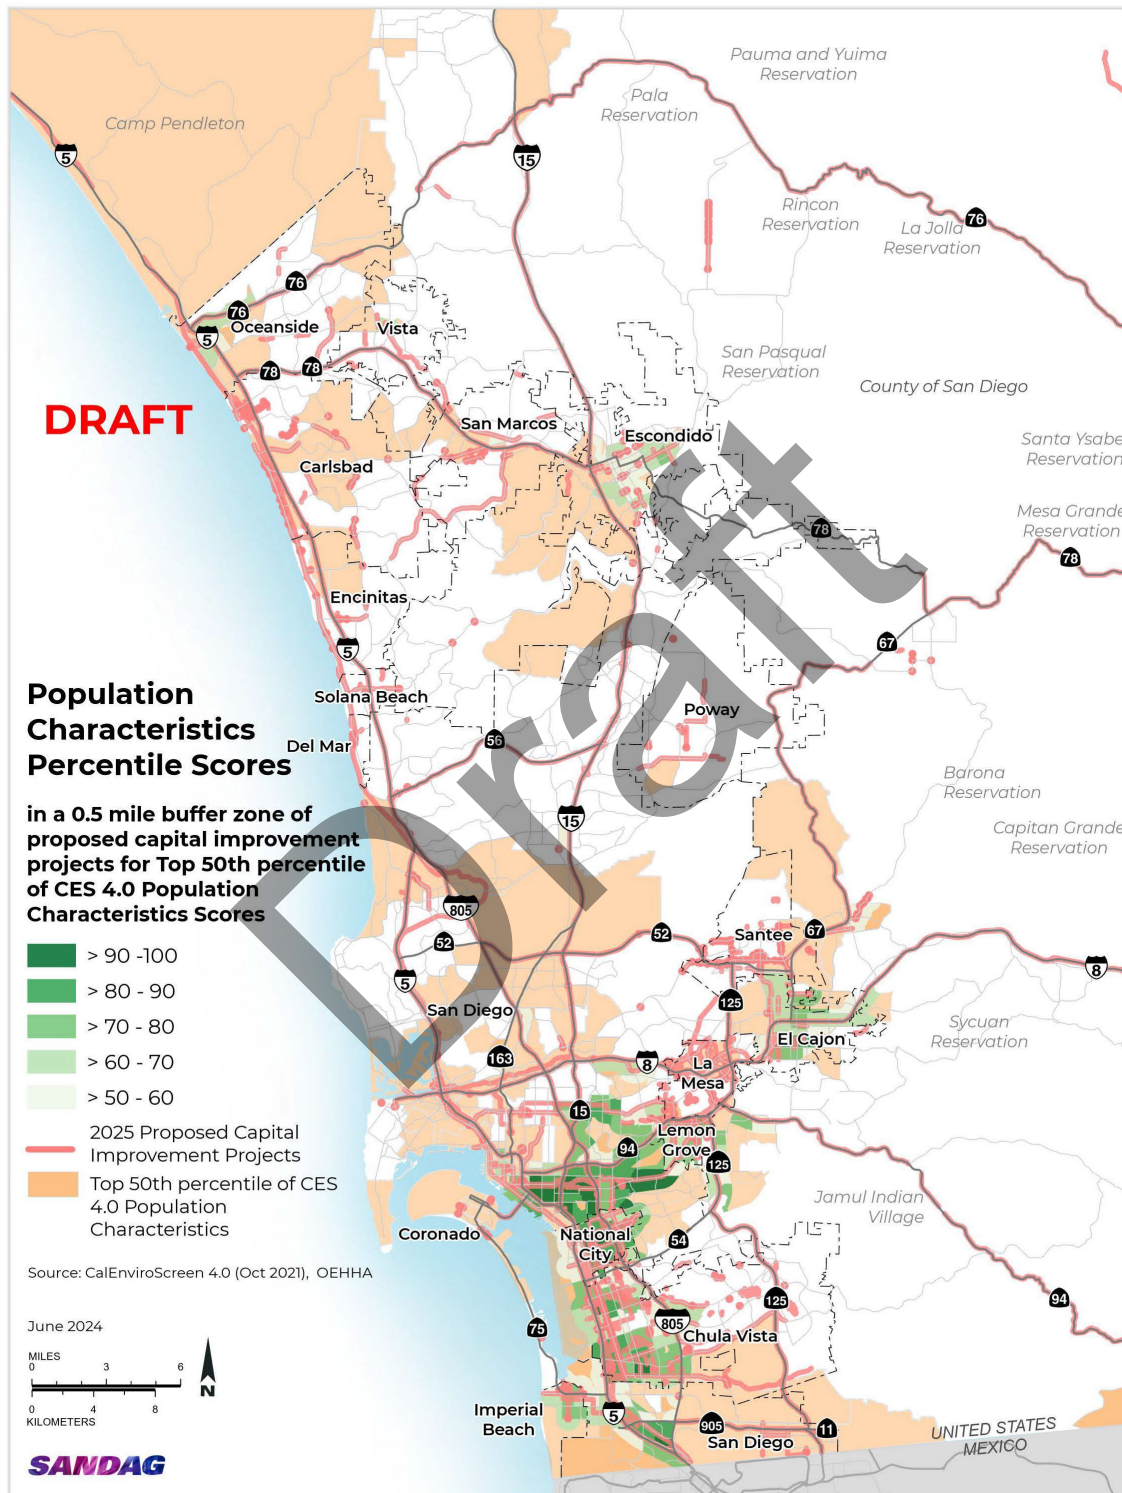 Pauma and Yuima
Reservation
Pala
Reservation
Camp Pendleton
5
15
Rincon
Reservation
La Jolla
Reservation
76
76
76
Oceanside
Vista
5
78
78
San Pasqual
Reservation
County of San Diego
DRAFT
San Marcos
Escondido
Santa Ysabe
Reservation
Carlsbad
Mesa Grande
Reservation
78
78
Encinitas
67
5
Draft
Population
Characteristics
Percentile Scores
Solana Beach
Poway
Del Mar
56
Barona
Reservation
in a 0.5 mile buffer zone of
proposed capital improvement
projects for Top 50th percentile
of CES 4.0 Population
Characteristics Scores
15
Capitan Grande
Reservation
805
52
52
Santee
67
8
> 90 -100
> 80 - 90
> 70 - 80
> 60 - 70
> 50 - 60
2025 Proposed Capital
Improvement Projects
Top 50th percentile of CES
4.0 Population
Characteristics
5
125
San Diego
El Cajon
Sycuan
Reservation
163
8
La
Mesa
15
94
Lemon
Grove
125
Jamul Indian
Village
Coronado
National
City
54
Source: CalEnviroScreen 4.0 (Oct 2021), OEHHA
125
94
75
805
Chula Vista
June 2024
MILES
0 3 6
0 4 8
KILOMETERS
N
Imperial
Beach
5
905
11
San Diego
UNITED STATES
MEXICO
SANDAG